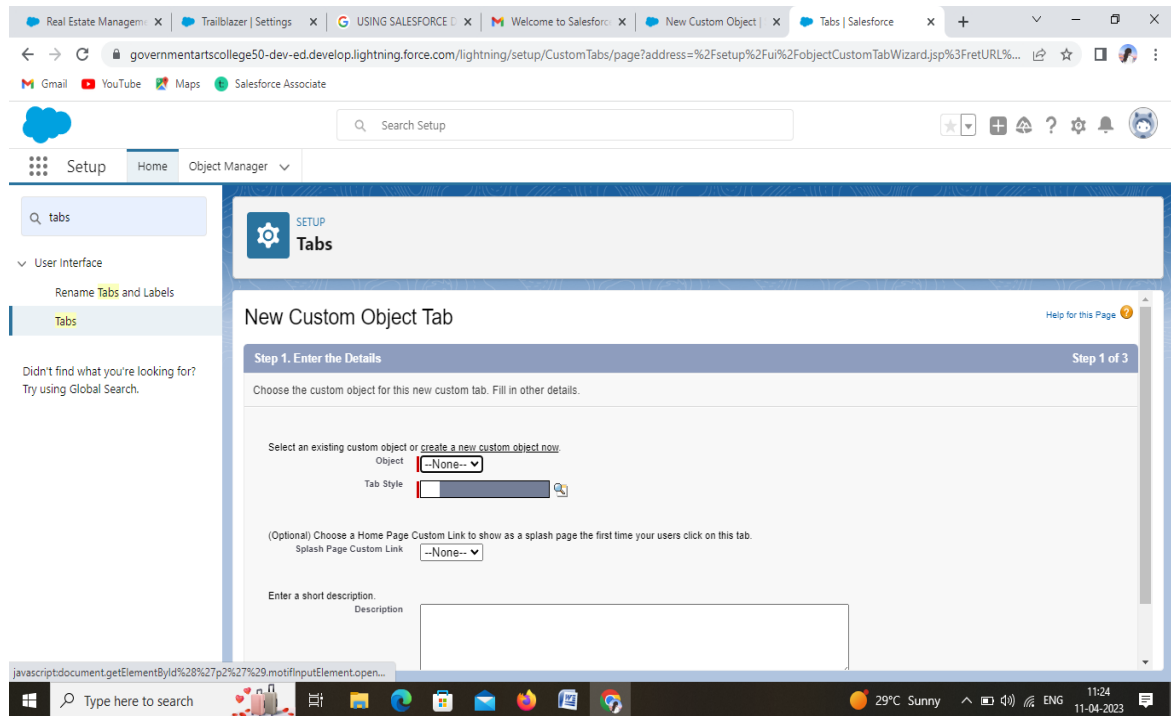 Real Estate Managem
Trailblazer | Settings
USING SALESFORCE D
Welcome to Salesforc
New Custom Object |
Tabs | Salesforce
governmentartscollege50-dev-ed.develop.lightning.force.com/lightning/setup/CustomTabs/page?address=%2Fsetup%2Fui%2FobjectCustomTabWizard.jsp%3FretURL%...
Gmail YouTube Maps Salesforce Associate
Search Setup
Setup Home Object Manager
tabs
User Interface
Rename Tabs and Labels
Tabs
Didn't find what you're looking for?
Try using Global Search.
SETUP
Tabs
New Custom Object Tab
Help for this Page
Step 1. Enter the Details Step 1 of 3
Choose the custom object for this new custom tab. Fill in other details.
Select an existing custom object or create a new custom object now.
Object --None--
Tab Style
(Optional) Choose a Home Page Custom Link to show as a splash page the first time your users click on this tab.
Splash Page Custom Link --None--
Enter a short description.
Description
javascript:document.getElementById%28%27p2%27%29.motifInputElement.open...
Type here to search
29°C Sunny
ENG
11:24
11-04-2023